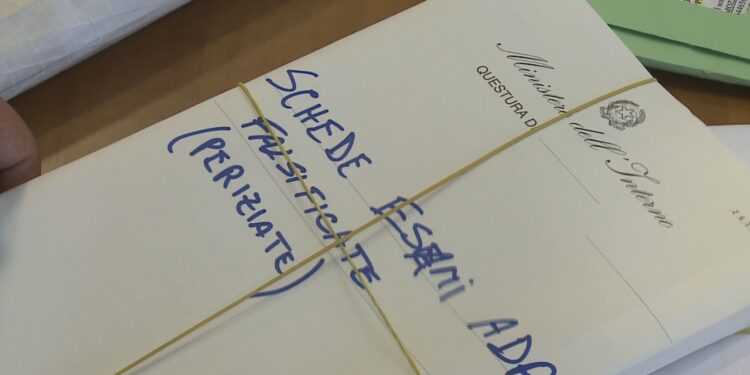 Ministero dell'Interno
QUESTURA D
SCHEDE ESAMI ADR
FALSIFICATE
(PERIZIATE)